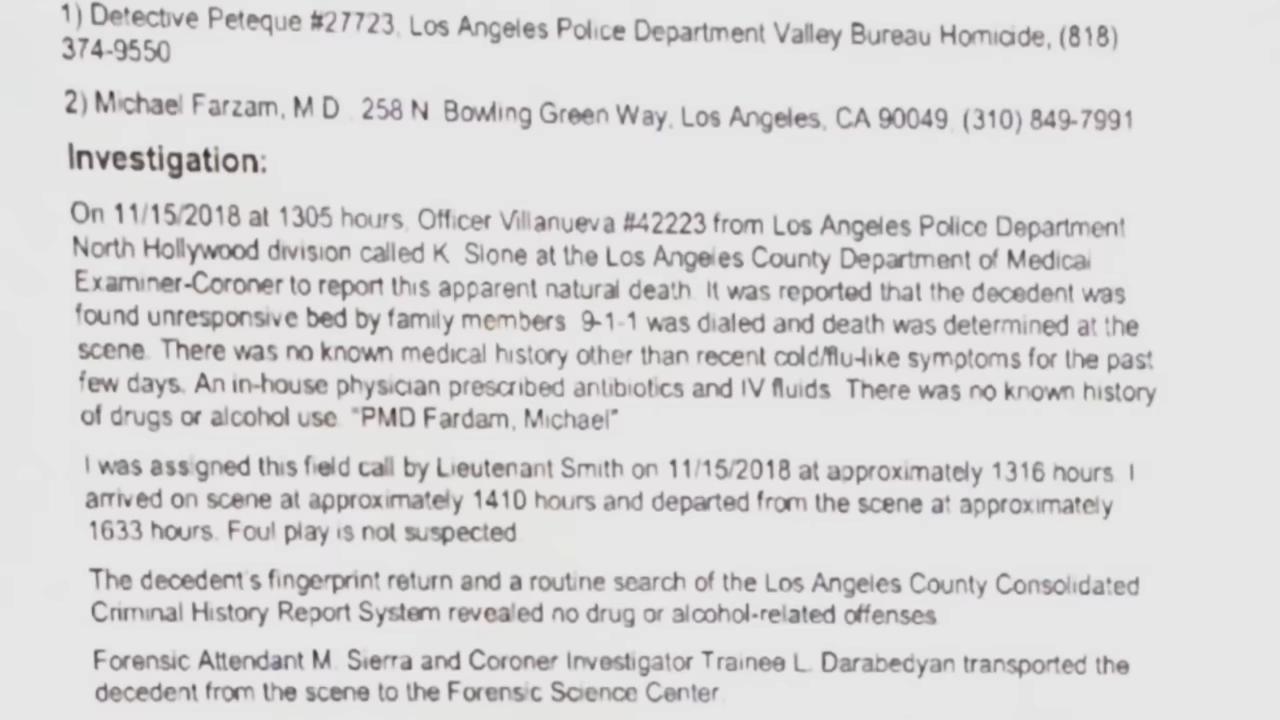 1) Detective Peteque #27723, Los Angeles Police Department Valley Bureau Homicide, (818)
374-9550
2) Michael Farzam, M D , 258 N Bowling Green Way, Los Angeles, CA 90049, (310) 849-7991
Investigation:
On 11/15/2018 at 1305 hours, Officer Villanueva #42223 from Los Angeles Police Department
North Hollywood division called K Slone at the Los Angeles County Department of Medical
Examiner-Coroner to report this apparent natural death. It was reported that the decedent was
found unresponsive bed by family members 9-1-1 was dialed and death was determined at the
scene. There was no known medical history other than recent cold/flu-like symptoms for the past
few days. An in-house physician prescribed antibiotics and IV fluids There was no known history
of drugs or alcohol use. "PMD Fardam, Michael"
I was assigned this field call by Lieutenant Smith on 11/15/2018 at approximately 1316 hours. I
arrived on scene at approximately 1410 hours and departed from the scene at approximately
1633 hours. Foul play is not suspected
The decedent's fingerprint return and a routine search of the Los Angeles County Consolidated
Criminal History Report System revealed no drug or alcohol-related offenses
Forensic Attendant M. Sierra and Coroner Investigator Trainee L. Darabedyan transported the
decedent from the scene to the Forensic Science Center.